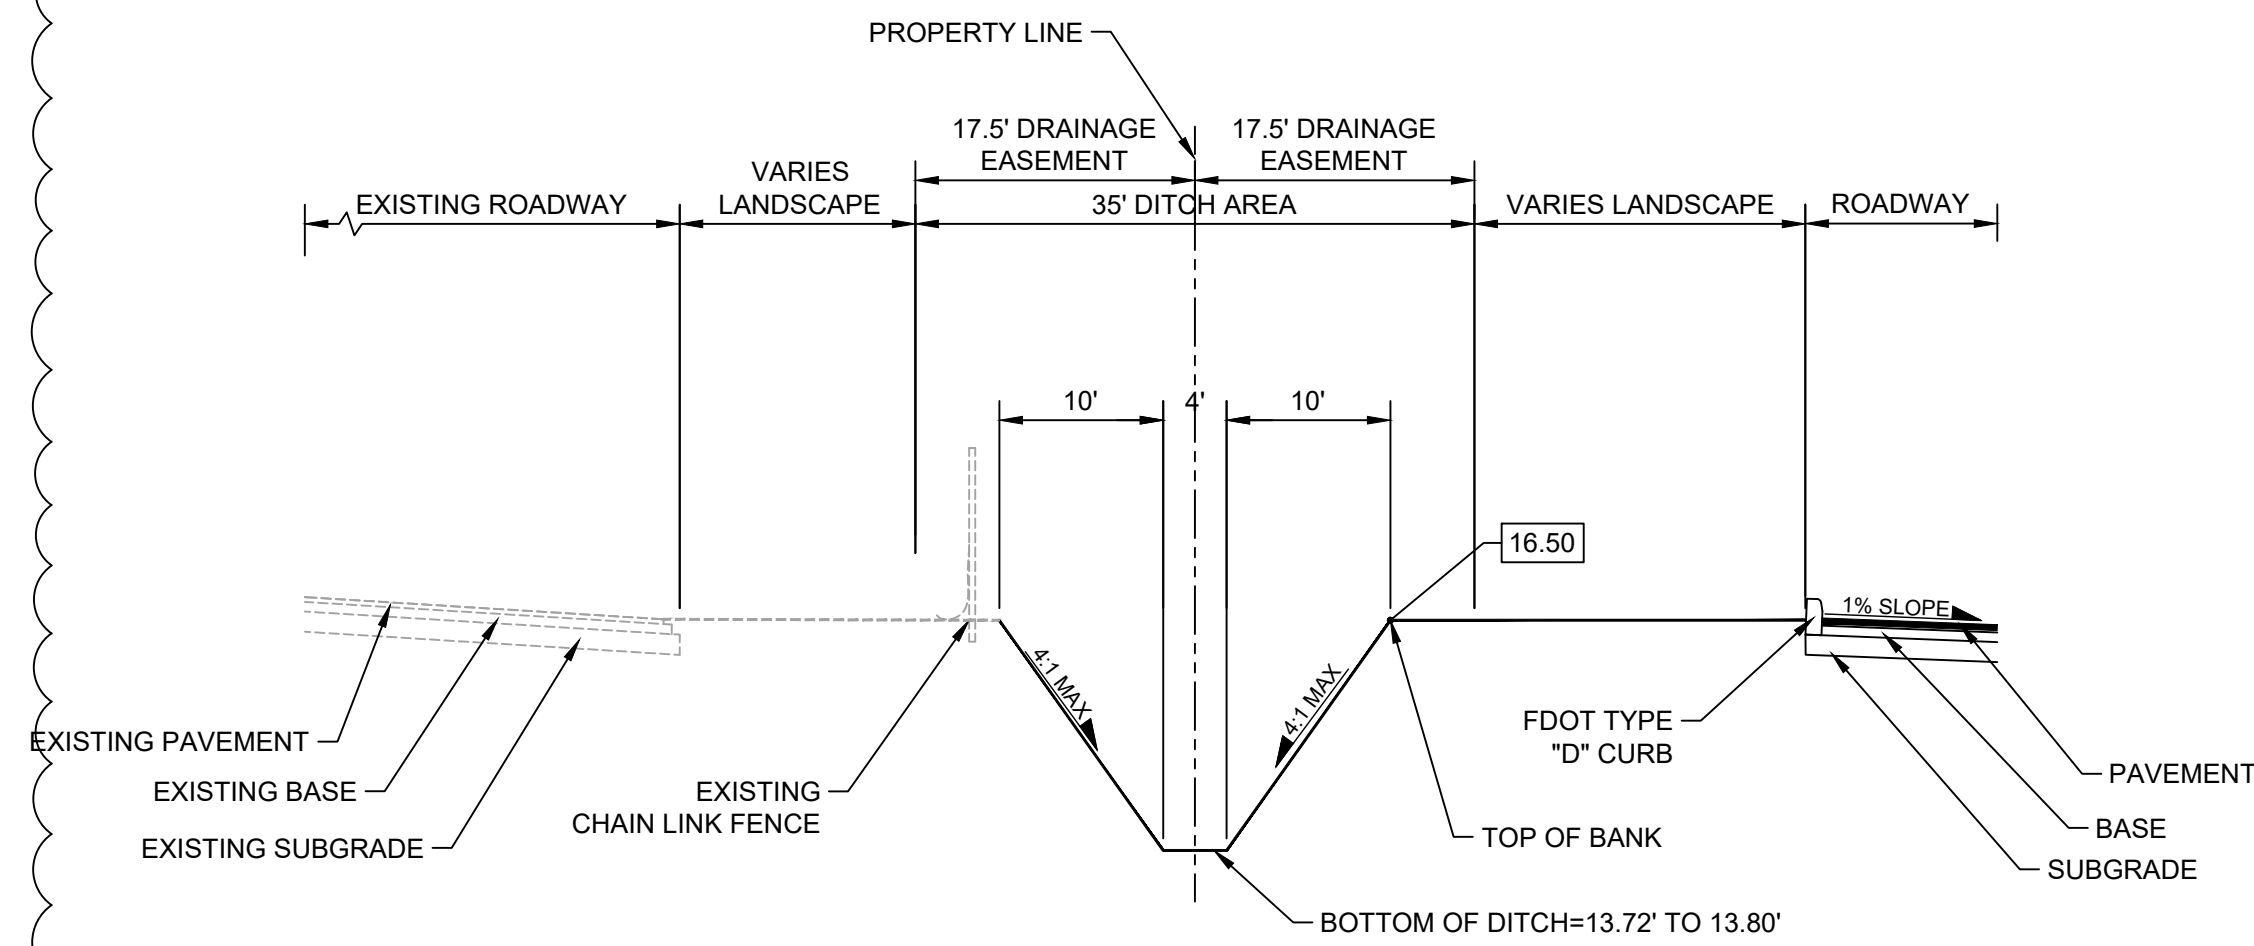 PROPERTY LINE
17.5' DRAINAGE
EASEMENT
17.5' DRAINAGE
EASEMENT
EXISTING ROADWAY
VARIES
LANDSCAPE
35' DITCH AREA
VARIES LANDSCAPE
ROADWAY
10'
4'
10'
16.50
1% SLOPE
4:1 MAX
4:1 MAX
EXISTING PAVEMENT
EXISTING BASE
EXISTING SUBGRADE
EXISTING
CHAIN LINK FENCE
FDOT TYPE
"D" CURB
TOP OF BANK
PAVEMENT
BASE
SUBGRADE
BOTTOM OF DITCH=13.72' TO 13.80'